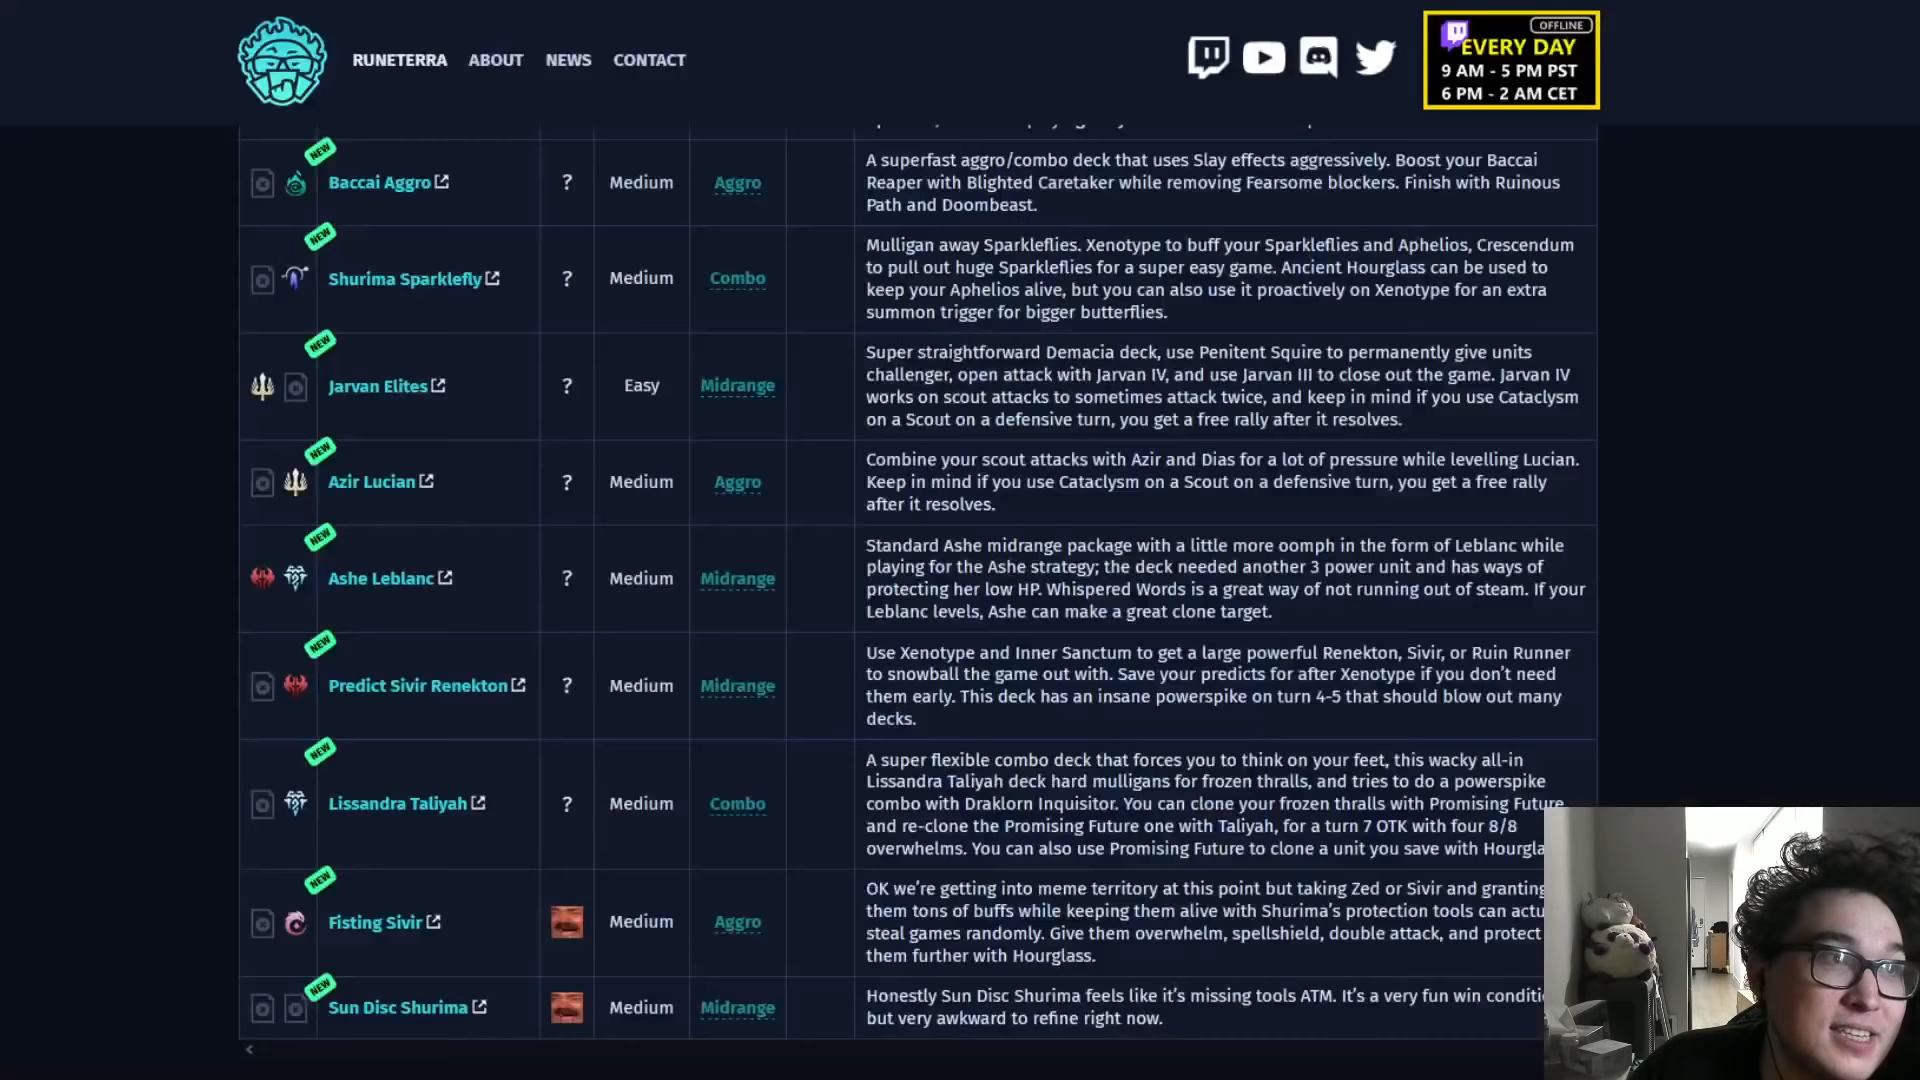 RUNETERRA ABOUT NEWS CONTACT
OFFLINE
EVERY DAY
9 AM - 5 PM PST
6 PM - 2 AM CET
NEW
Baccai Aggro ? Medium Aggro
A superfast aggro/combo deck that uses Slay effects aggressively. Boost your Baccai
Reaper with Blighted Caretaker while removing Fearsome blockers. Finish with Ruinous
Path and Doombeast.
NEW
Shurima Sparklefly ? Medium Combo
Mulligan away Sparkleflies. Xenotype to buff your Sparkleflies and Aphelios, Crescendum
to pull out huge Sparkleflies for a super easy game. Ancient Hourglass can be used to
keep your Aphelios alive, but you can also use it proactively on Xenotype for an extra
summon trigger for bigger butterflies.
NEW
Jarvan Elites ? Easy Midrange
Super straightforward Demacia deck, use Penitent Squire to permanently give units
challenger, open attack with Jarvan IV, and use Jarvan III to close out the game. Jarvan IV
works on scout attacks to sometimes attack twice, and keep in mind if you use Cataclysm
on a Scout on a defensive turn, you get a free rally after it resolves.
NEW
Azir Lucian ? Medium Aggro
Combine your scout attacks with Azir and Dias for a lot of pressure while levelling Lucian.
Keep in mind if you use Cataclysm on a Scout on a defensive turn, you get a free rally
after it resolves.
NEW
Ashe Leblanc ? Medium Midrange
Standard Ashe midrange package with a little more oomph in the form of Leblanc while
playing for the Ashe strategy; the deck needed another 3 power unit and has ways of
protecting her low HP. Whispered Words is a great way of not running out of steam. If your
Leblanc levels, Ashe can make a great clone target.
NEW
Predict Sivir Renekton ? Medium Midrange
Use Xenotype and Inner Sanctum to get a large powerful Renekton, Sivir, or Ruin Runner
to snowball the game out with. Save your predicts for after Xenotype if you don't need
them early. This deck has an insane powerspike on turn 4-5 that should blow out many
decks.
NEW
Lissandra Taliyah ? Medium Combo
A super flexible combo deck that forces you to think on your feet, this wacky all-in
Lissandra Taliyah deck hard mulligans for frozen thralls, and tries to do a powerspike
combo with Draklorn Inquisitor. You can clone your frozen thralls with Promising Future
and re-clone the Promising Future one with Taliyah, for a turn 7 OTK with four 8/8
overwhelms. You can also use Promising Future to clone a unit you save with Hourgla
NEW
Fisting Sivir Medium Aggro
OK we're getting into meme territory at this point but taking Zed or Sivir and granting
them tons of buffs while keeping them alive with Shurima's protection tools can actu
steal games randomly. Give them overwhelm, spellshield, double attack, and protect
them further with Hourglass.
NEW
Sun Disc Shurima Medium Midrange
Honestly Sun Disc Shurima feels like it's missing tools ATM. It's a very fun win conditi
but very awkward to refine right now.